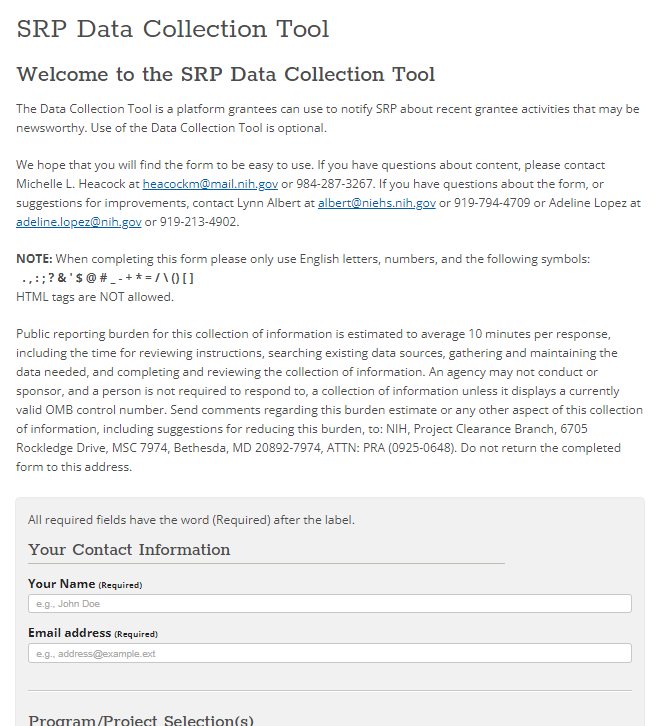 SRP Data Collection Tool
Welcome to the SRP Data Collection Tool
The Data Collection Tool is a platform grantees can use to notify SRP about recent grantee activities that may be
newsworthy. Use of the Data Collection Tool is optional.
We hope that you will find the form to be easy to use. If you have questions about content, please contact
Michelle L. Heacock at heacockm@mail.nih.gov or 984-287-3267. If you have questions about the form, or
suggestions for improvements, contact Lynn Albert at albert@niehs.nih.gov or 919-794-4709 or Adeline Lopez at
adeline.lopez@nih.gov or 919-213-4902.
NOTE: When completing this form please only use English letters, numbers, and the following symbols:
. , : ; ? & ' $ @ # _ - + * = / \ () [ ]
HTML tags are NOT allowed.
Public reporting burden for this collection of information is estimated to average 10 minutes per response,
including the time for reviewing instructions, searching existing data sources, gathering and maintaining the
data needed, and completing and reviewing the collection of information. An agency may not conduct or
sponsor, and a person is not required to respond to, a collection of information unless it displays a currently
valid OMB control number. Send comments regarding this burden estimate or any other aspect of this collection
of information, including suggestions for reducing this burden, to: NIH, Project Clearance Branch, 6705
Rockledge Drive, MSC 7974, Bethesda, MD 20892-7974, ATTN: PRA (0925-0648). Do not return the completed
form to this address.
All required fields have the word (Required) after the label.
Your Contact Information
Your Name (Required)
e.g., John Doe
Email address (Required)
e.g., address@example.ext
Program/Project Selection(s)